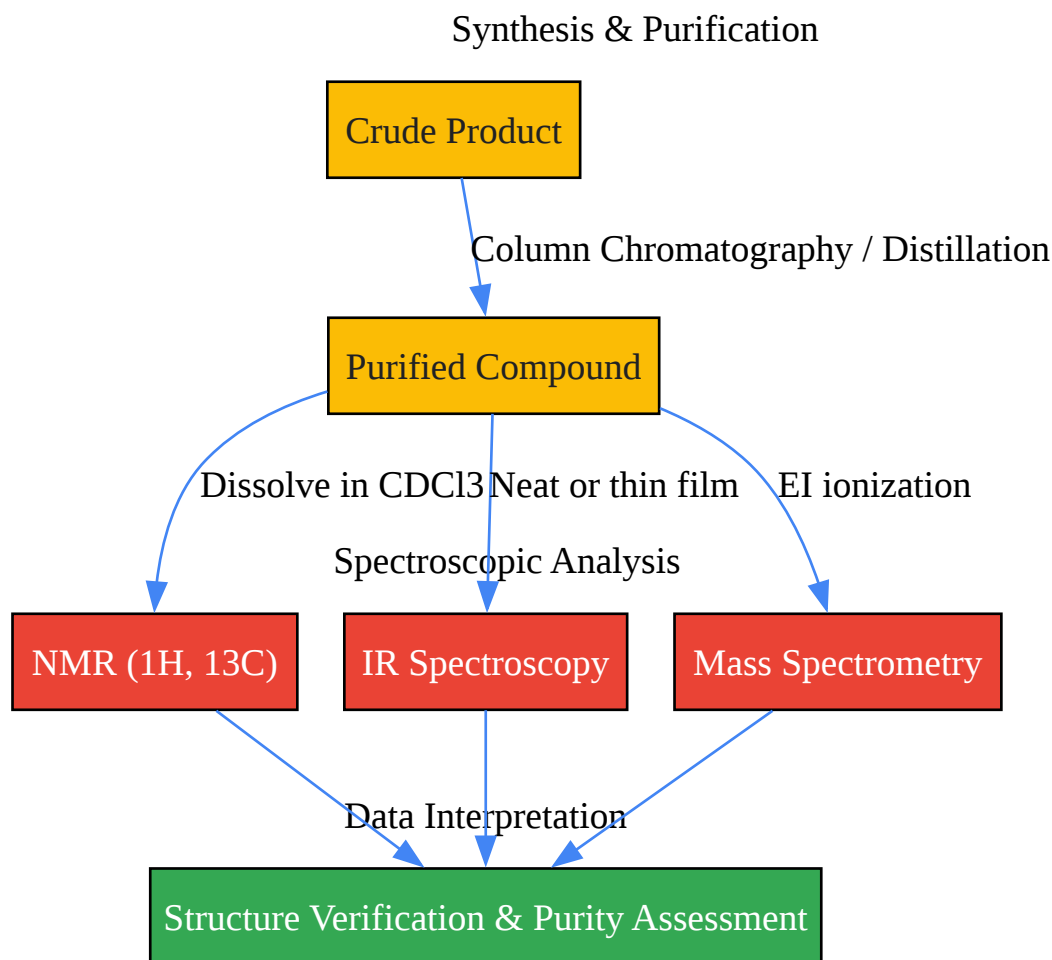 Synthesis & Purification
Crude Product
Column Chromatography / Distillation
Purified Compound
Dissolve in CDCl3
Neat or thin film
EI ionization
Spectroscopic Analysis
NMR (1H, 13C)
IR Spectroscopy
Mass Spectrometry
Data Interpretation
Structure Verification & Purity Assessment